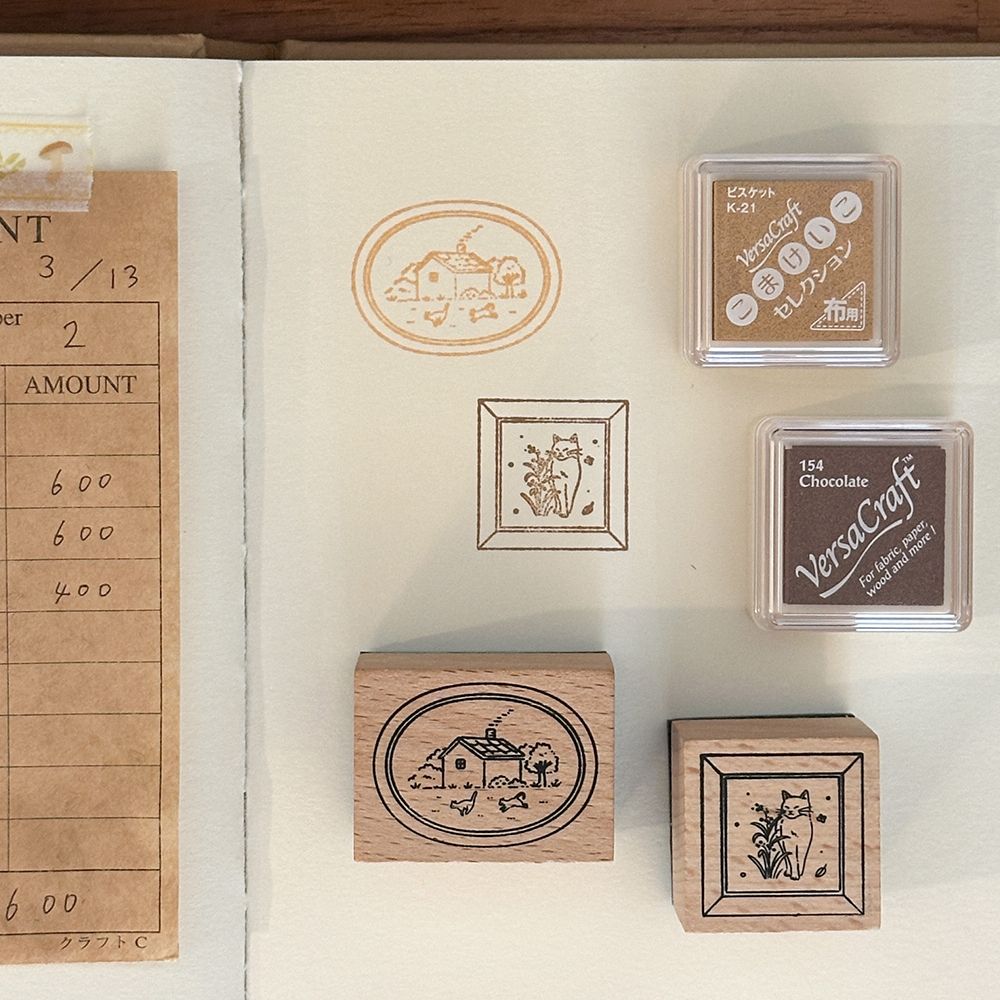 NT
3/13
per
2
AMOUNT
600
600
400
600
クラフトC
ビスケット
K-21
VersaCraft
こまけいこ
セレクション
布用
154
Chocolate
VersaCraft™
For fabric, paper,
wood and more!